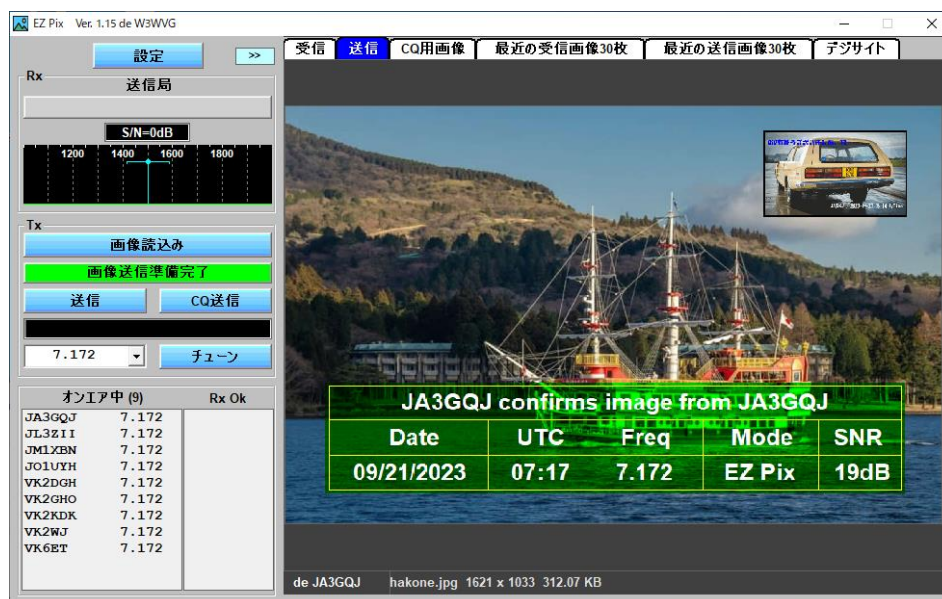 EZ Pix Ver. 1.15 de W3WVG
設定
>>
受信 送信 CQ用画像 最近の受信画像30枚 最近の送信画像30枚 デジサイト
Rx
送信局
S/N=0dB
1200 1400 1600 1800
Tx
画像読込み
画像送信準備完了
送信 CQ送信
7.172 チューン
オンエア中 (9) Rx Ok
JA3GQJ 7.172
JL3ZII 7.172
JM1XBN 7.172
JO1UYH 7.172
VK2DGH 7.172
VK2GHO 7.172
VK2KDK 7.172
VK2WJ 7.172
VK6ET 7.172
JA3GQJ confirms image from JA3GQJ
Date UTC Freq Mode SNR
09/21/2023 07:17 7.172 EZ Pix 19dB
de JA3GQJ hakone.jpg 1621 x 1033 312.07 KB